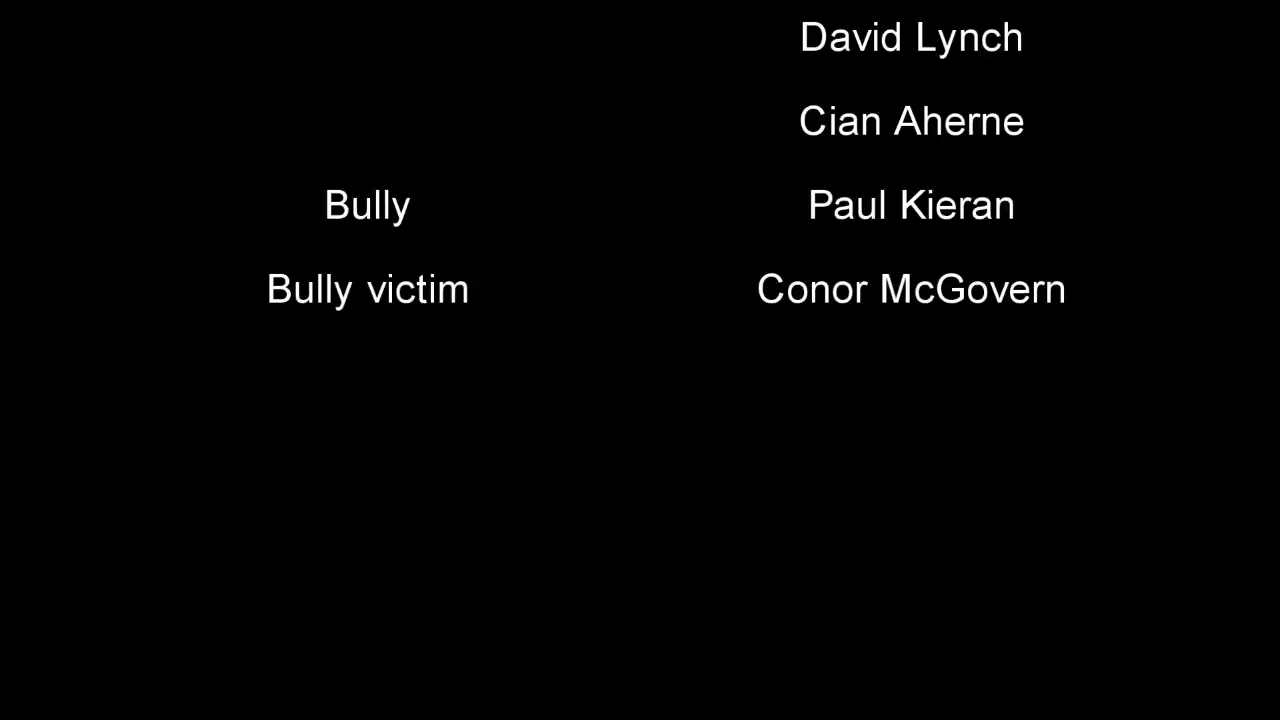 David Lynch
Cian Aherne
Bully Paul Kieran
Bully victim Conor McGovern